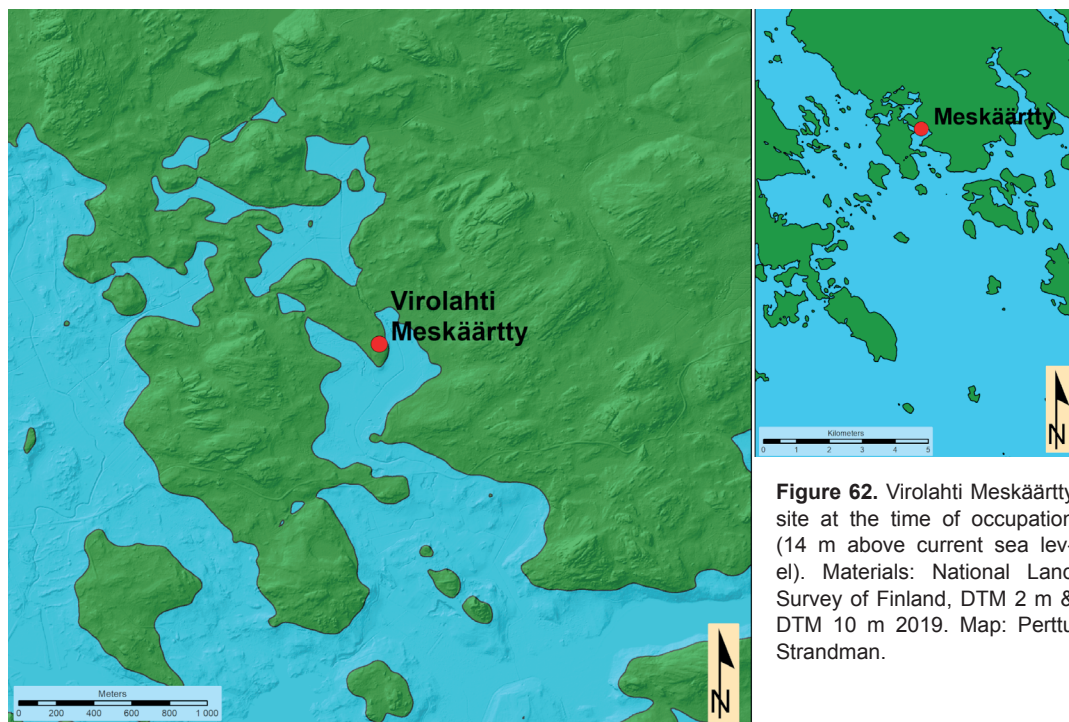 Virolahti
Meskäärtty
Meters
0 200 400 600 800 1 000
N
Meskäärtty
Kilometers
0 1 2 3 4 5
N
Figure 62. Virolahti Meskäärtty
site at the time of occupation
(14 m above current sea lev-
el). Materials: National Land
Survey of Finland, DTM 2 m &
DTM 10 m 2019. Map: Perttu
Strandman.